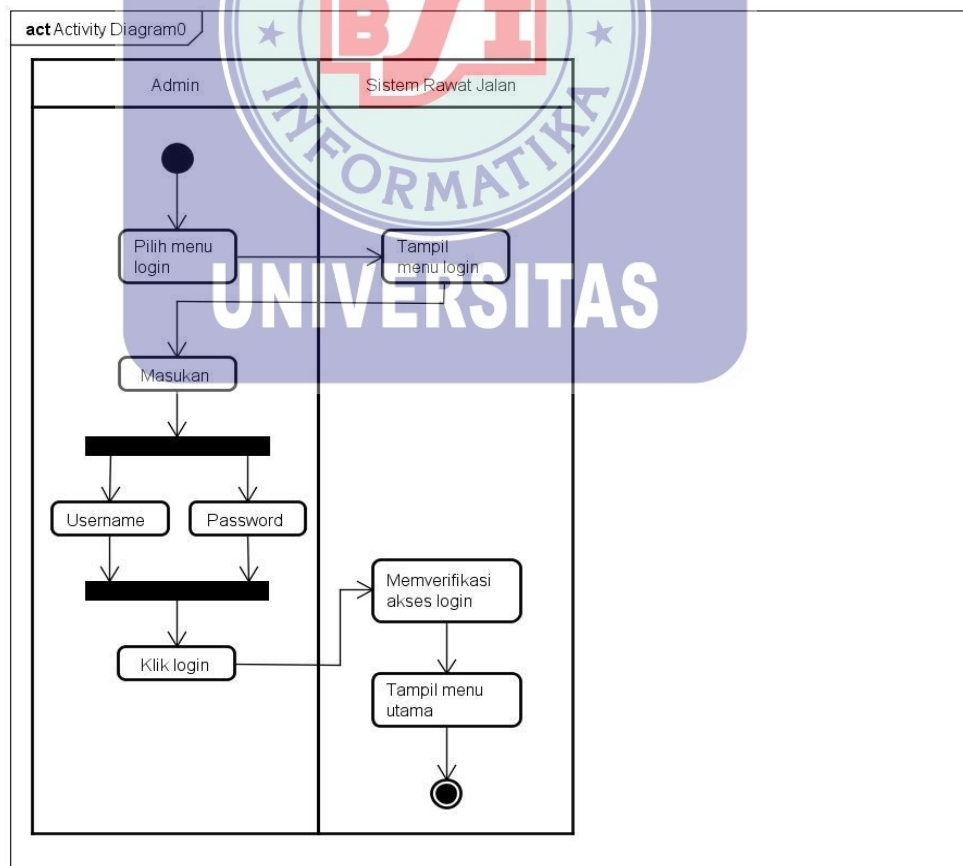 act Activity Diagram0
BSI
INFORMATIKA
UNIVERSITAS
Admin
Sistem Rawat Jalan
Pilih menu
login
Tampil
menu login
Masukan
Username
Password
Klik login
Memverifikasi
akses login
Tampil menu
utama